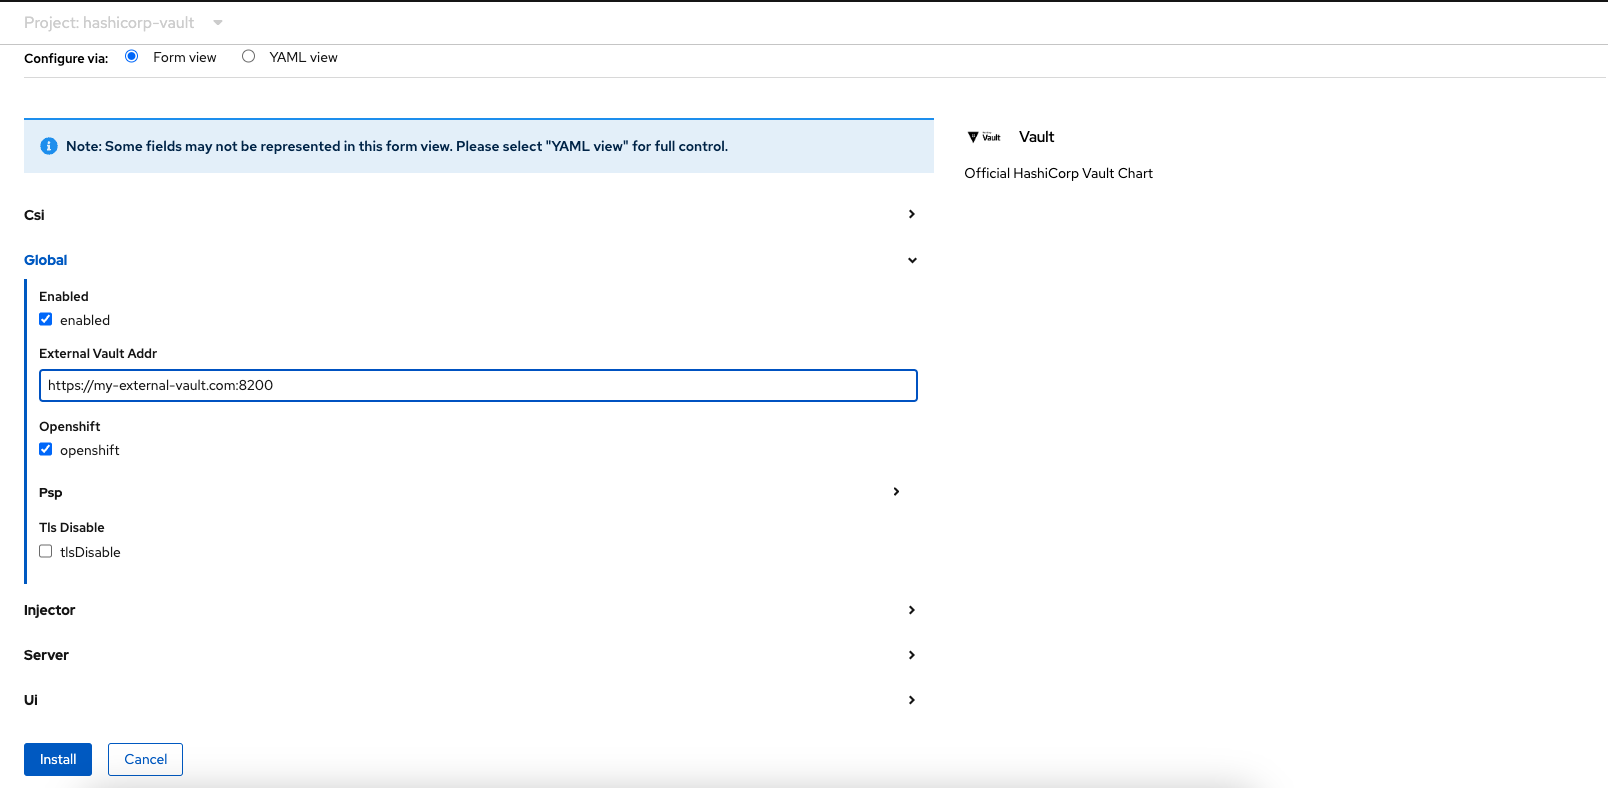 Project: hashicorp-vault
Configure via: Form view YAML view
Note: Some fields may not be represented in this form view. Please select "YAML view" for full control.
Vault Vault
Official HashiCorp Vault Chart
Csi
Global
Enabled
enabled
External Vault Addr
https://my-external-vault.com:8200
Openshift
openshift
Psp
Tls Disable
tlsDisable
Injector
Server
Ui
Install Cancel